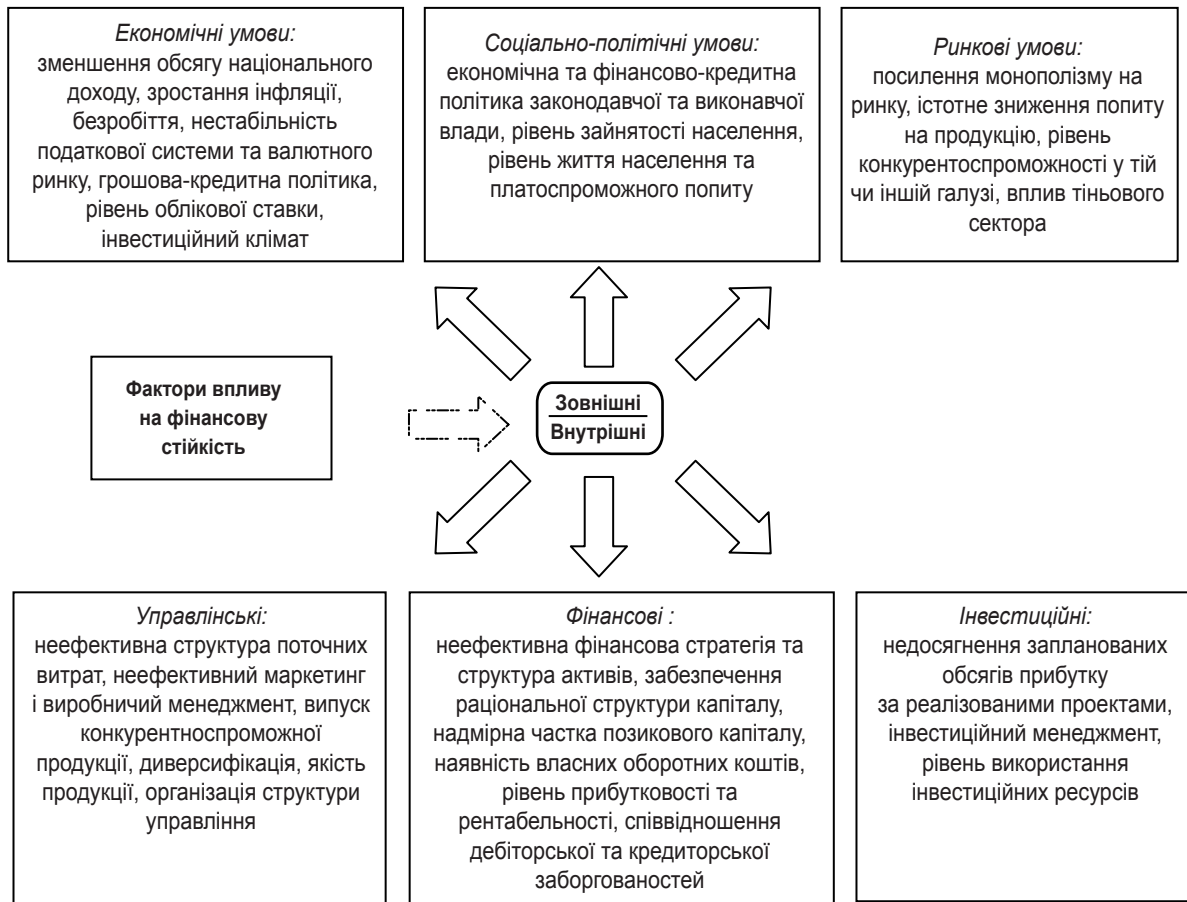 Економічні умови:
зменшення обсягу національного
доходу, зростання інфляції,
безробіття, нестабільність
податкової системи та валютного
ринку, грошова-кредитна політика,
рівень облікової ставки,
інвестиційний клімат
Соціально-політічні умови:
економічна та фінансово-кредитна
політика законодавчої та виконавчої
влади, рівень зайнятості населення,
рівень життя населення та
платоспроможного попиту
Ринкові умови:
посилення монополізму на
ринку, істотне зниження попиту
на продукцію, рівень
конкурентоспроможності у тій
чи іншій галузі, вплив тіньового
сектора
Фактори впливу
на фінансову
стійкість
Зовнішні
Внутрішні
Управлінські:
неефективна структура поточних
витрат, неефективний маркетинг
і виробничий менеджмент, випуск
конкурентноспроможної
продукції, диверсифікація, якість
продукції, організація структури
управління
Фінансові :
неефективна фінансова стратегія та
структура активів, забезпечення
раціональної структури капіталу,
надмірна частка позикового капіталу,
наявність власних оборотних коштів,
рівень прибутковості та
рентабельності, співвідношення
дебіторської та кредиторської
заборгованостей
Інвестиційні:
недосягнення запланованих
обсягів прибутку
за реалізованими проектами,
інвестиційний менеджмент,
рівень використання
інвестиційних ресурсів